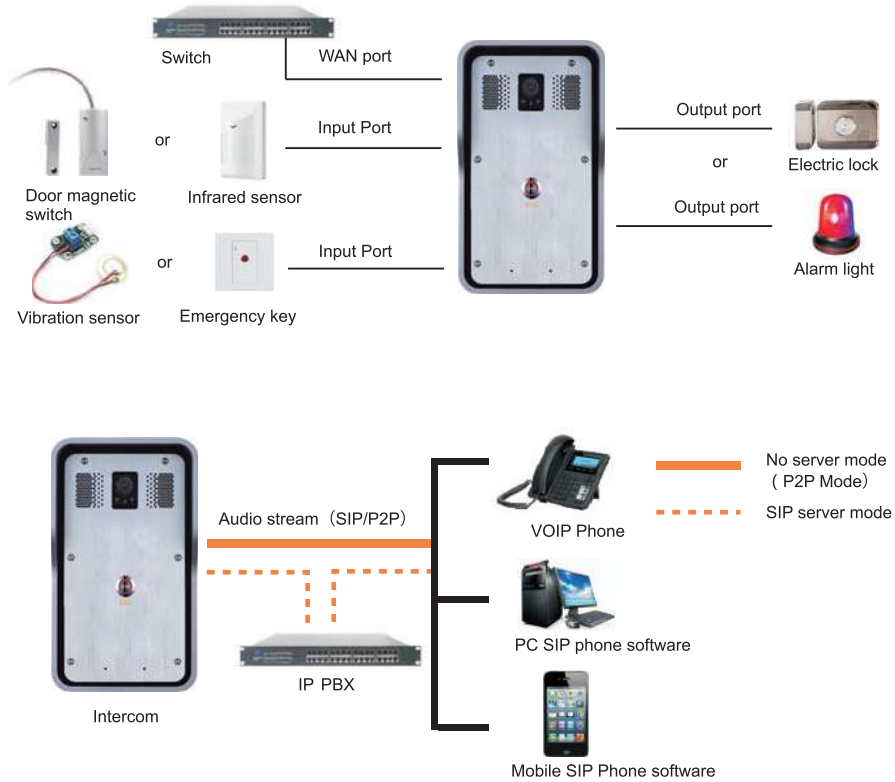 Switch
WAN port
or
Input Port
Door magnetic
switch
Infrared sensor
or
Input Port
Vibration sensor
Emergency key
Output port
or
Electric lock
Output port
Alarm light
Audio stream（SIP/P2P）
IP PBX
Intercom
VOIP Phone
PC SIP phone software
Mobile SIP Phone software
No server mode
( P2P Mode）
SIP server mode